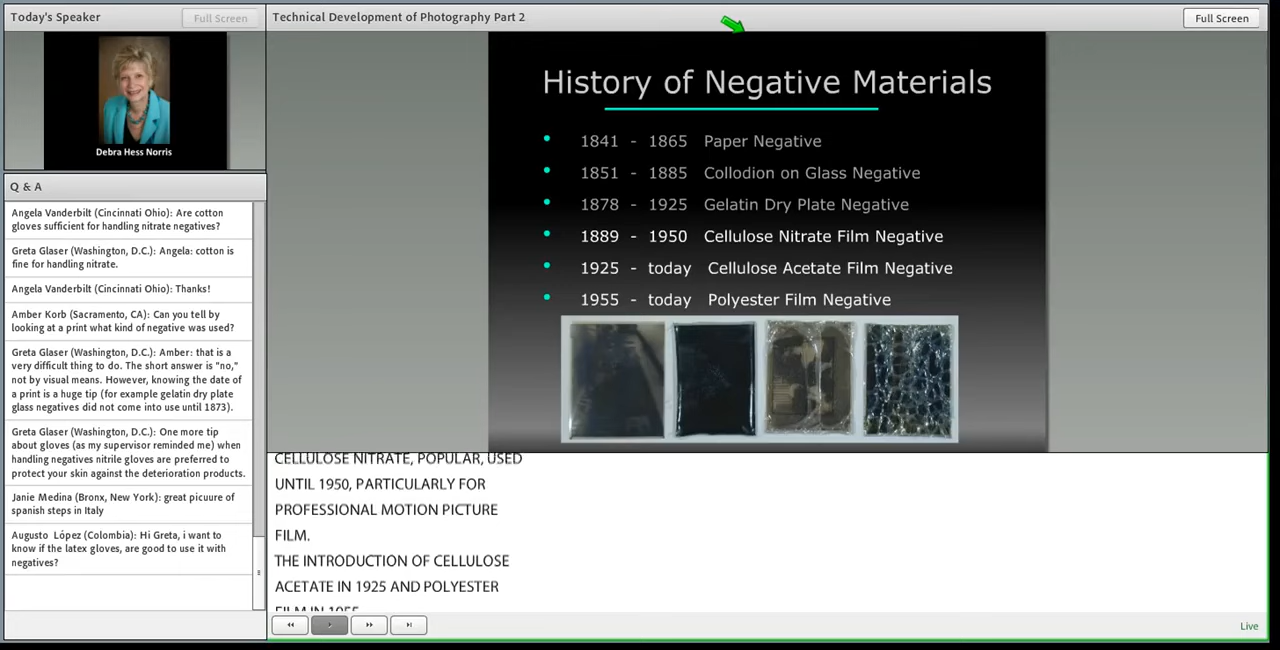 Today's Speaker
Full Screen
Technical Development of Photography Part 2
Full Screen
Debra Hess Norris
History of Negative Materials
• 1841 - 1865 Paper Negative
• 1851 - 1885 Collodion on Glass Negative
• 1878 - 1925 Gelatin Dry Plate Negative
• 1889 - 1950 Cellulose Nitrate Film Negative
• 1925 - today Cellulose Acetate Film Negative
• 1955 - today Polyester Film Negative
Q & A
Angela Vanderbilt (Cincinnati Ohio): Are cotton
gloves sufficient for handling nitrate negatives?
Greta Glaser (Washington, D.C.): Angela: cotton is
fine for handling nitrate.
Angela Vanderbilt (Cincinnati Ohio): Thanks!
Amber Korb (Sacramento, CA): Can you tell by
looking at a print what kind of negative was used?
Greta Glaser (Washington, D.C.): Amber: that is a
very difficult thing to do. The short answer is "no,"
not by visual means. However, knowing the date of
a print is a huge tip (for example gelatin dry plate
glass negatives did not come into use until 1873).
Greta Glaser (Washington, D.C.): One more tip
about gloves (as my supervisor reminded me) when
handling negatives nitrile gloves are preferred to
protect your skin against the deterioration products.
Janie Medina (Bronx, New York): great picuure of
spanish steps in Italy
Augusto López (Colombia): Hi Greta, i want to
know if the latex gloves, are good to use it with
negatives?
CELLULOSE NITRATE, POPULAR, USED
UNTIL 1950, PARTICULARLY FOR
PROFESSIONAL MOTION PICTURE
FILM.
THE INTRODUCTION OF CELLULOSE
ACETATE IN 1925 AND POLYESTER
FILM IN 1955
Live